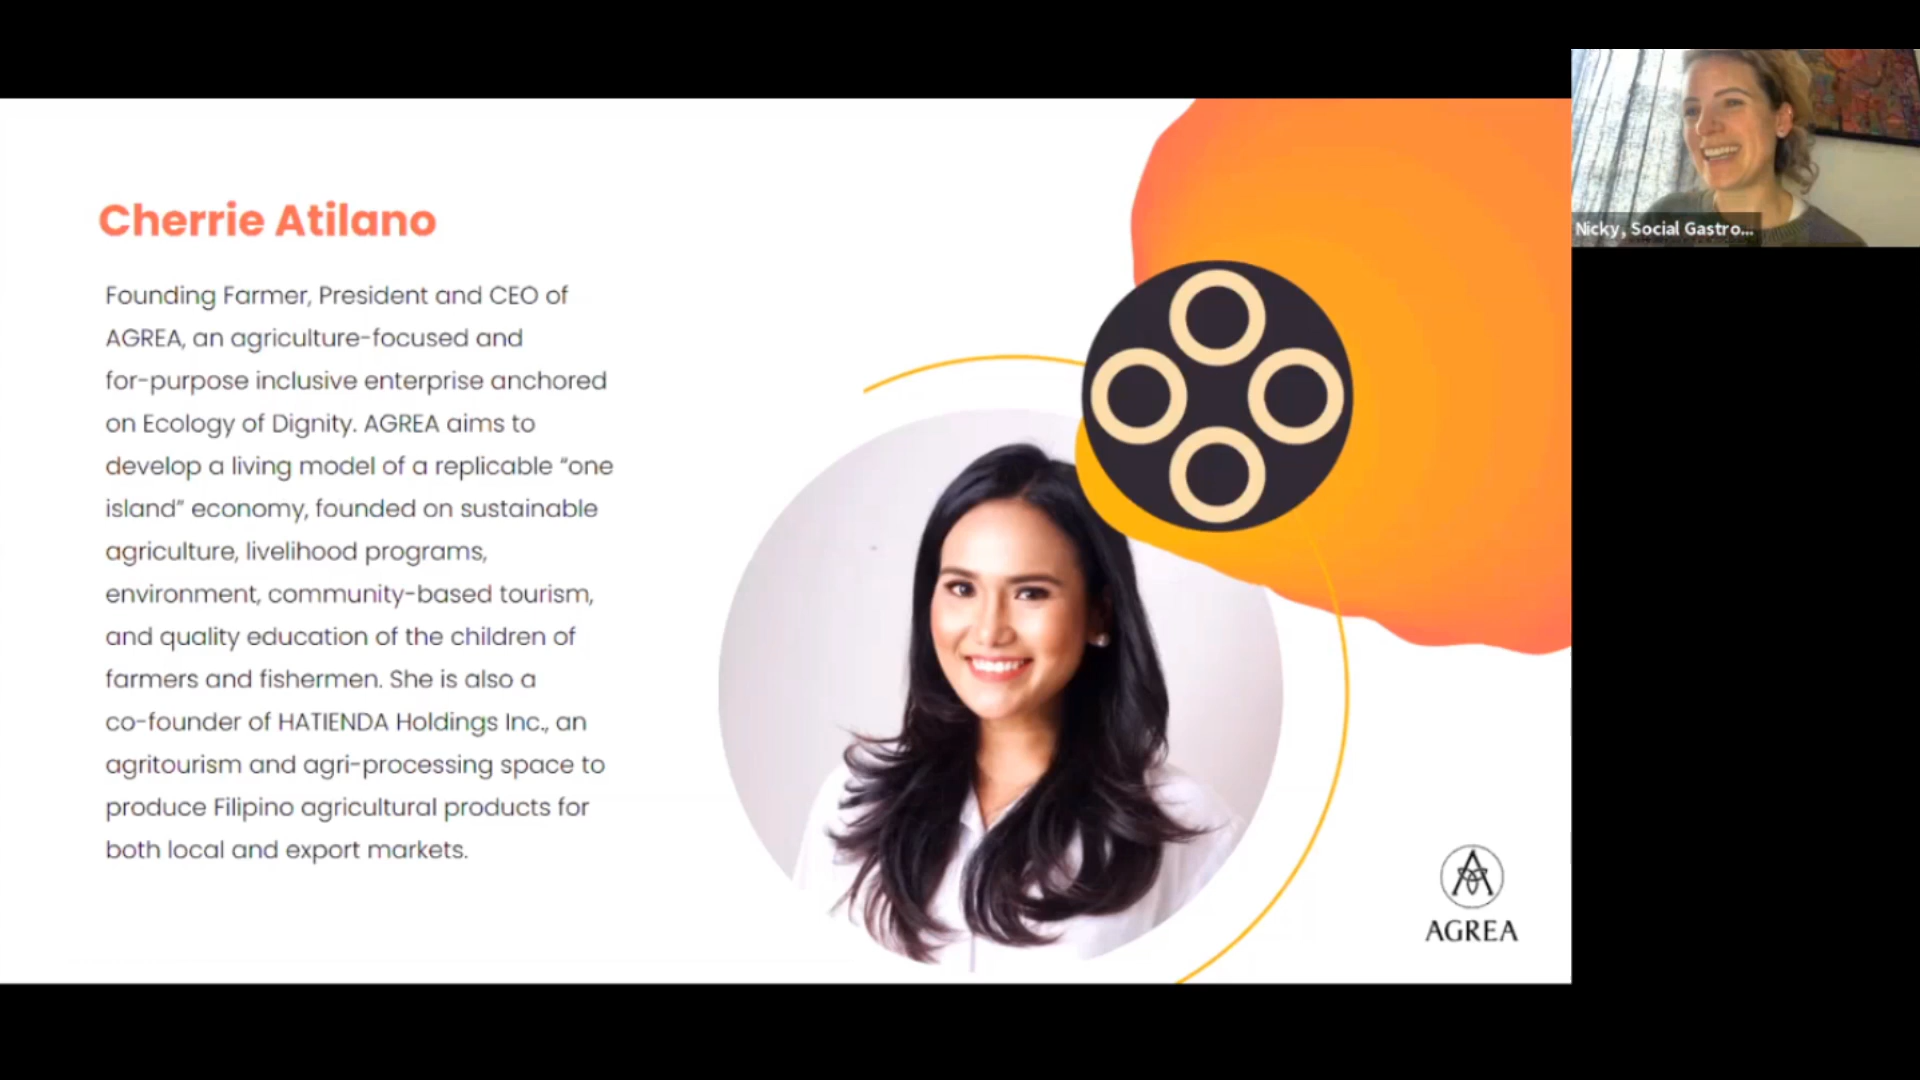 Cherrie Atilano
Founding Farmer, President and CEO of
AGREA, an agriculture-focused and
for-purpose inclusive enterprise anchored
on Ecology of Dignity. AGREA aims to
develop a living model of a replicable “one
island” economy, founded on sustainable
agriculture, livelihood programs,
environment, community-based tourism,
and quality education of the children of
farmers and fishermen. She is also a
co-founder of HATIENDA Holdings Inc., an
agritourism and agri-processing space to
produce Filipino agricultural products for
both local and export markets.
AGREA
Nicky, Social Gastro...